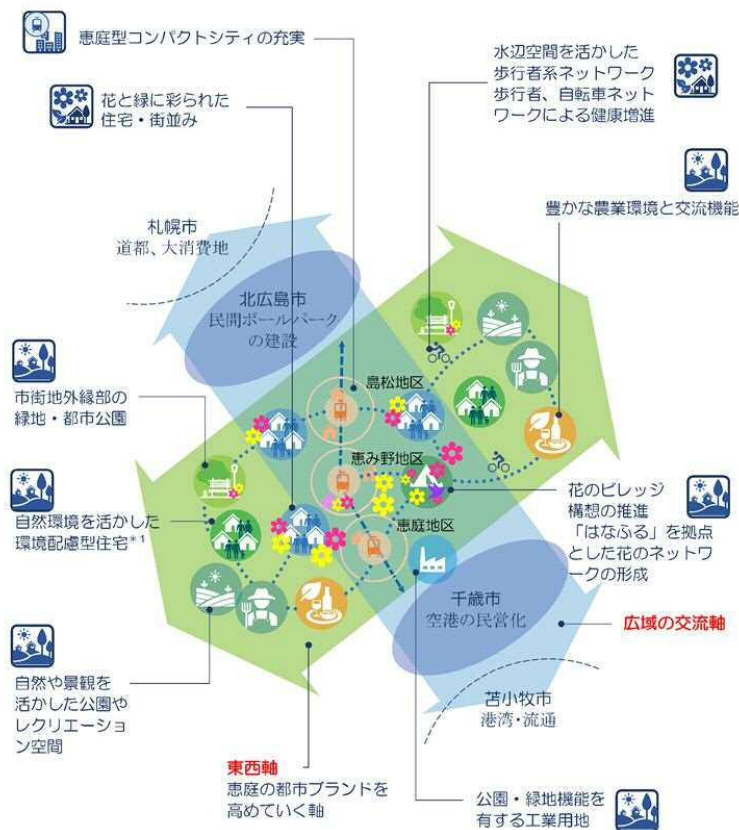 恵庭型コンパクトシティの充実
花と緑に彩られた
住宅・街並み
水辺空間を活かした
歩行者系ネットワーク
歩行者、自転車ネット
ワークによる健康増進
豊かな農業環境と交流機能
札幌市
道都、大消費地
北広島市
民間ボールパーク
の建設
島松地区
市街地外縁部の
緑地・都市公園
恵み野地区
自然環境を活かした
環境配慮型住宅*1
恵庭地区
花のビレッジ
構想の推進
「はなふる」を拠点
とした花のネットワ
ークの形成
千歳市
空港の民営化
広域の交流軸
自然や景観を
活かした公園や
レクリエーショ
ン空間
苫小牧市
港湾・流通
東西軸
恵庭の都市ブランドを
高めていく軸
公園・緑地機能を
有する工業用地